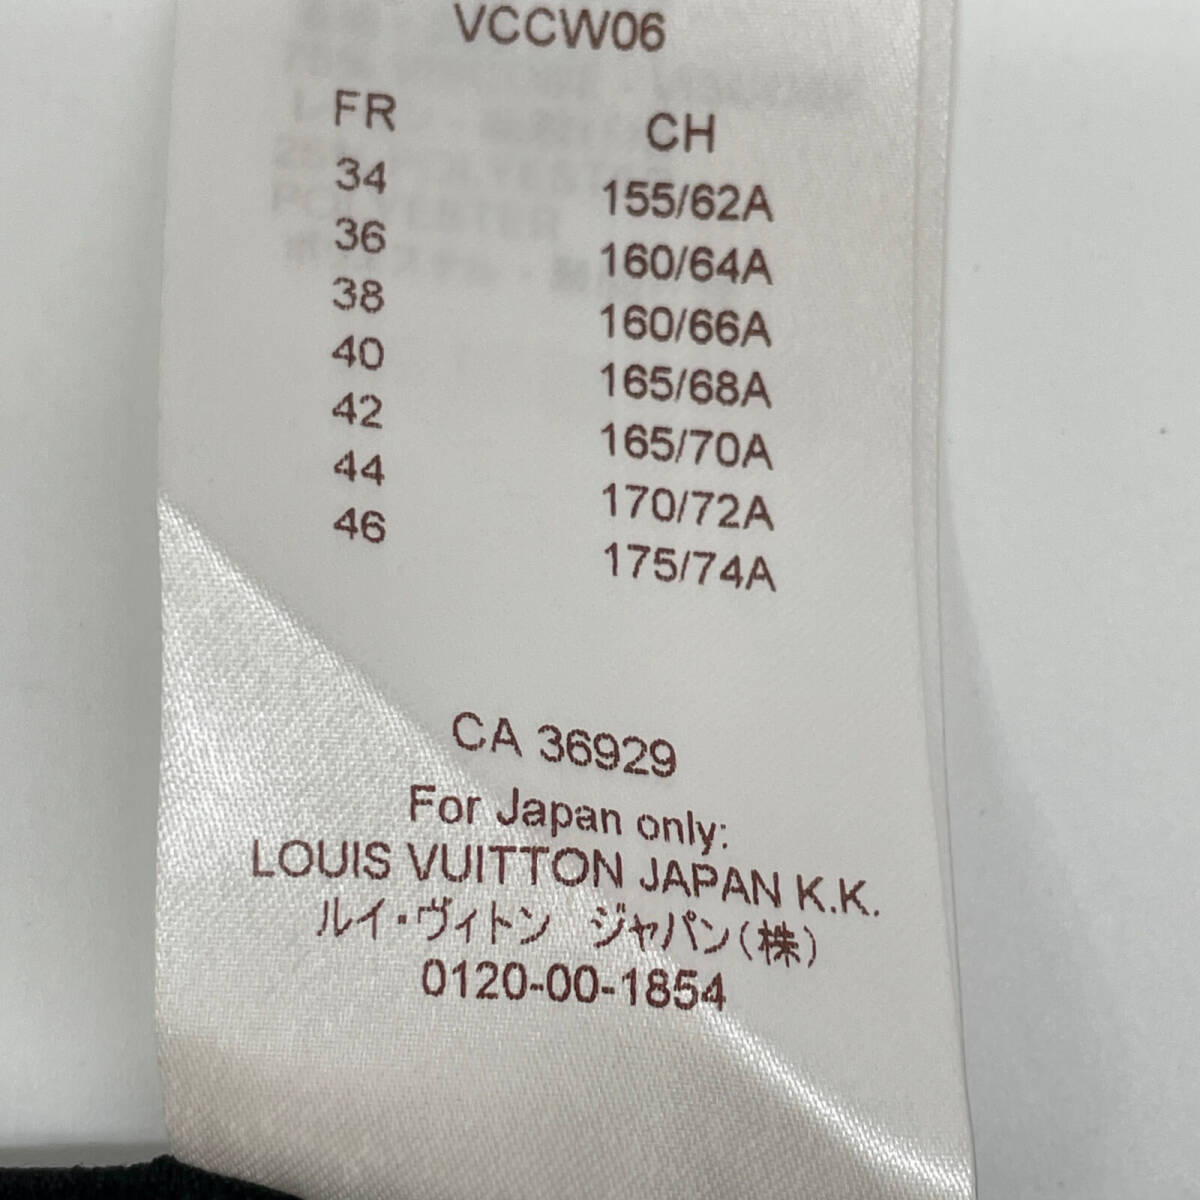 VCCW06
FR CH
34 155/62A
36 160/64A
38 160/66A
40 165/68A
42 165/70A
44 170/72A
46 175/74A
CA 36929
For Japan only:
LOUIS VUITTON JAPAN K.K.
ルイ・ヴィトン ジャパン(株)
0120-00-1854